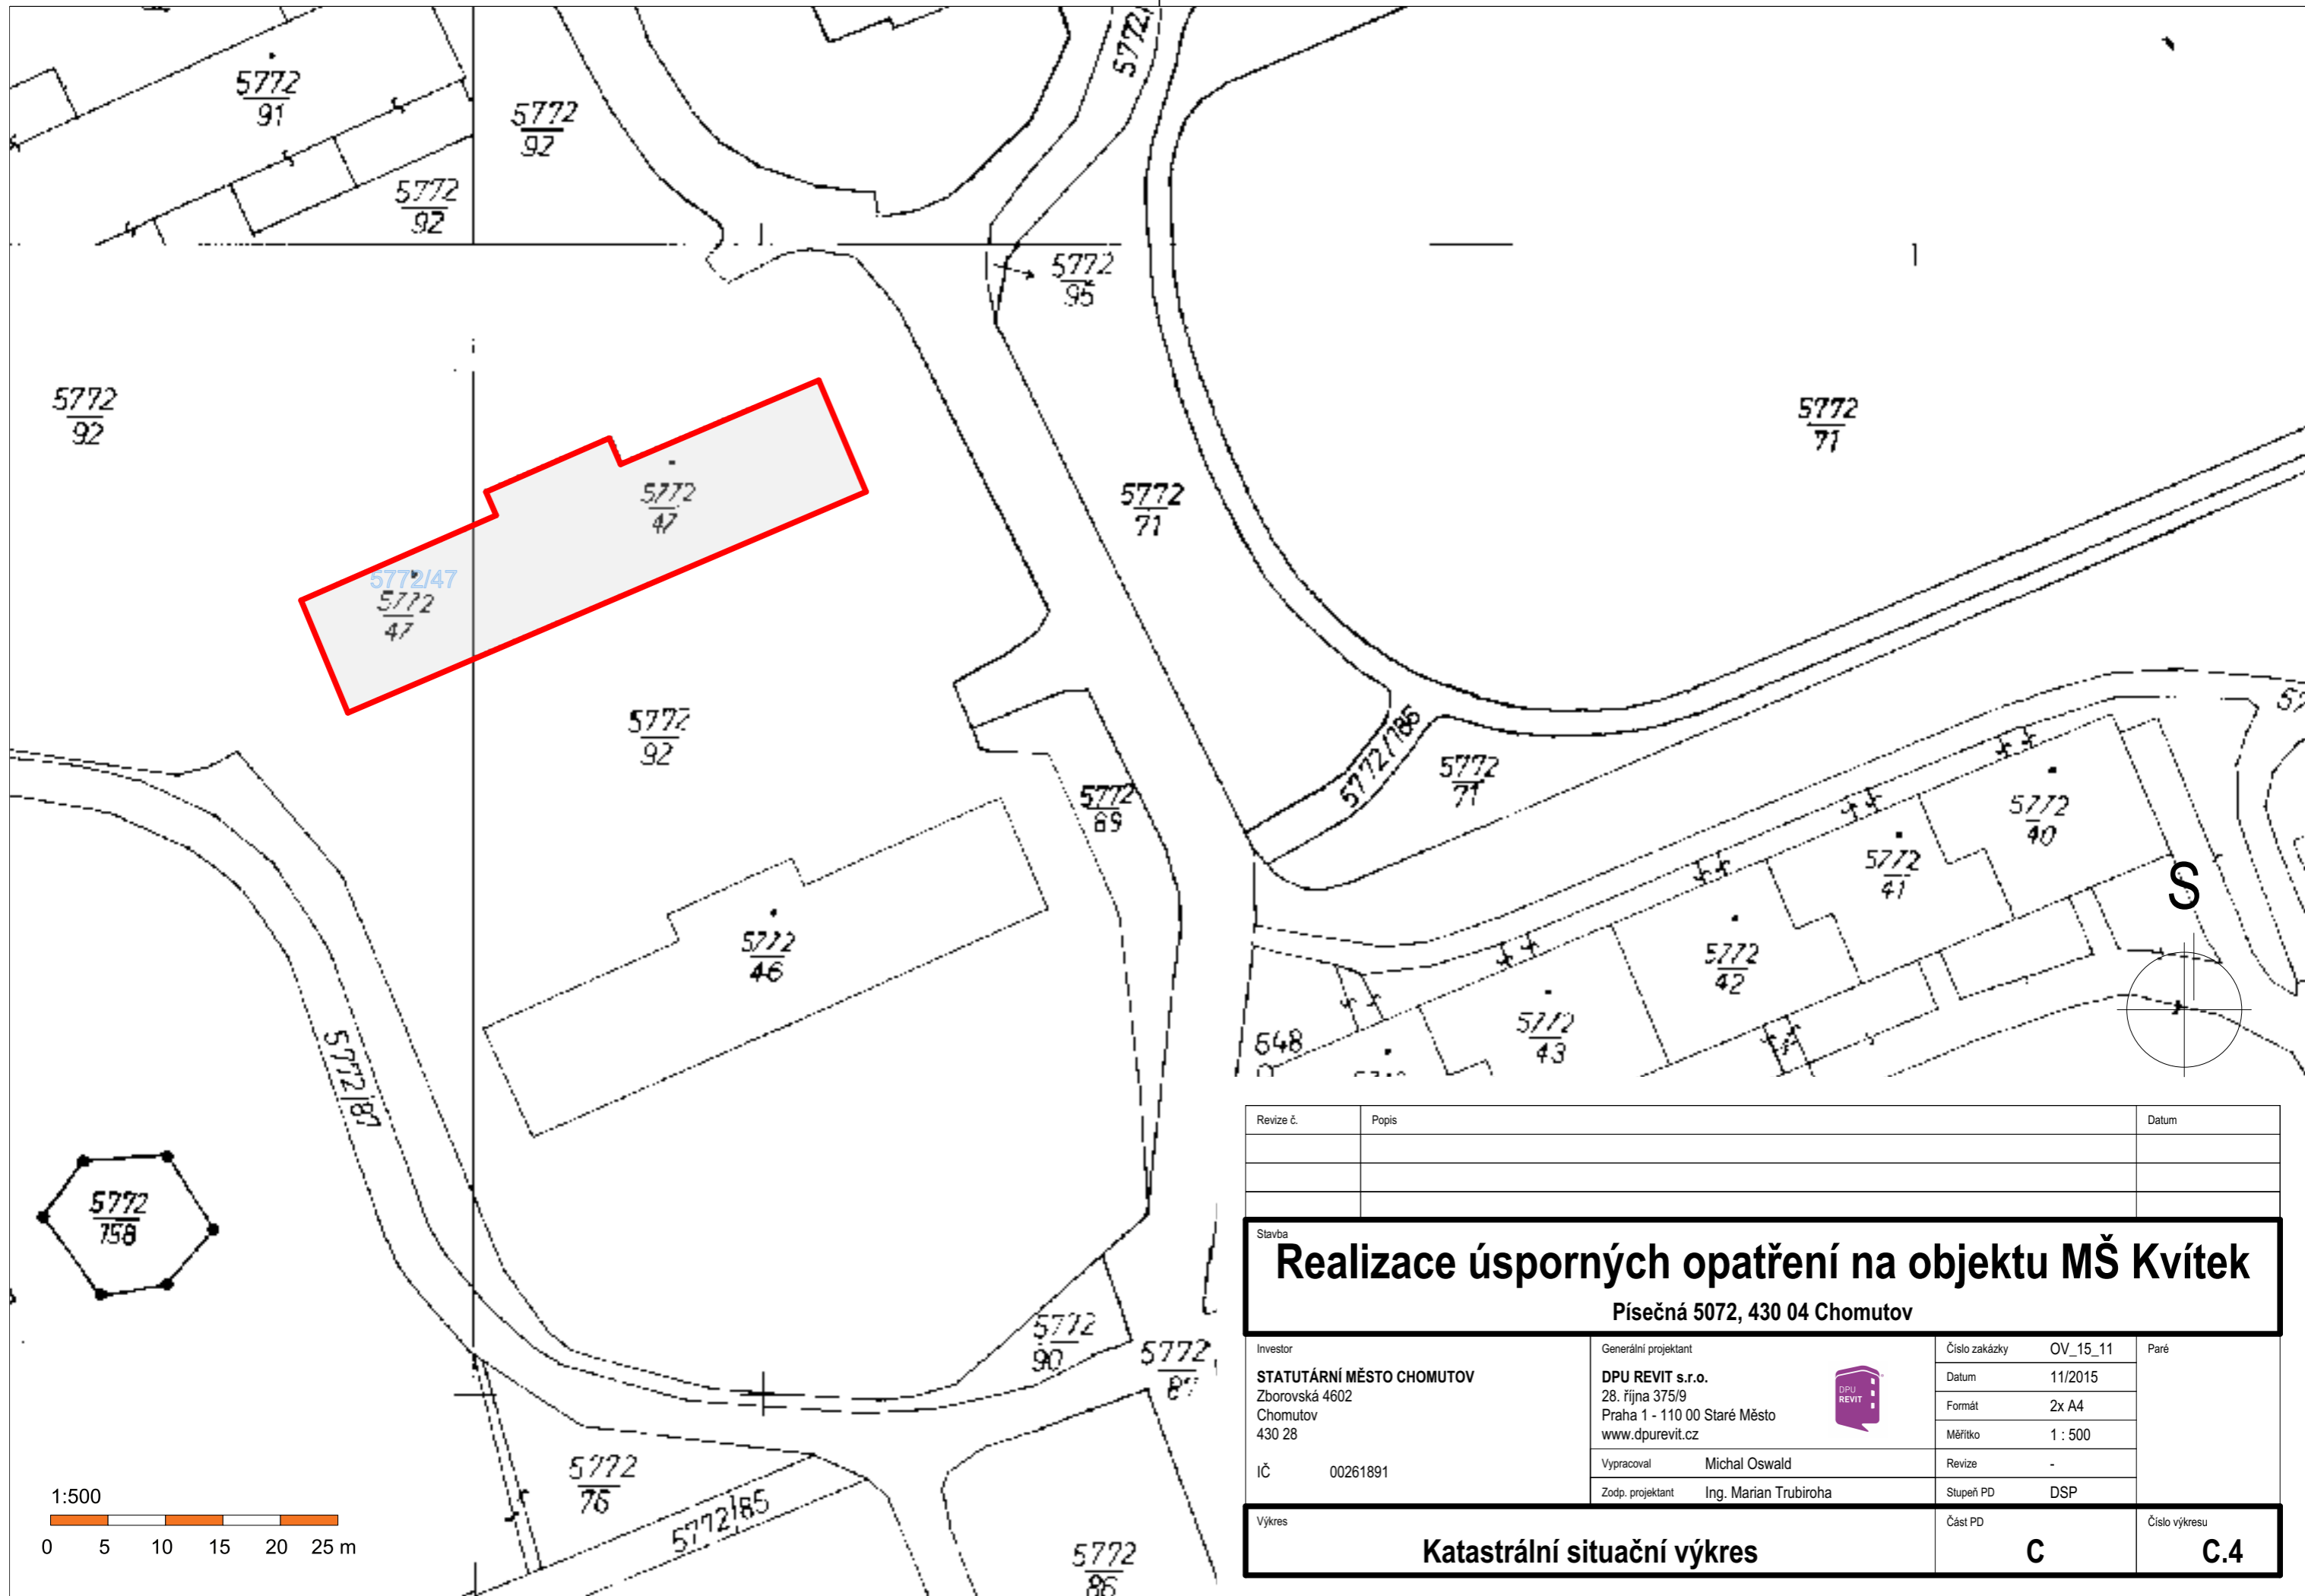 5772/
5772
91
5772
92
5772
92
5772
95
5772
92
5772
71
5772
47
5772
71
5772/47
5772
47
5772
92
5772/186
5772
71
5772
89
5772
40
5772
41
S
5772
46
5772
42
5772
43
548
5772/87
5772
758
5772
90
5772
87
5772
76
5772/85
5772
86
1:500
0 5 10 15 20 25 m
Revize č. Popis Datum
Stavba
Realizace úsporných opatření na objektu MŠ Kvítek
Písečná 5072, 430 04 Chomutov
Investor
STATUTÁRNÍ MĚSTO CHOMUTOV
Zborovská 4602
Chomutov
430 28
IČ 00261891
Generální projektant
DPU REVIT s.r.o.
28. října 375/9
Praha 1 - 110 00 Staré Město
www.dpurevit.cz
DPU
REVIT
Vypracoval Michal Oswald
Zodp. projektant Ing. Marian Trubiroha
Číslo zakázky OV_15_11
Datum 11/2015
Formát 2x A4
Měřítko 1 : 500
Revize -
Stupeň PD DSP
Paré
Výkres
Katastrální situační výkres
Část PD
C
Číslo výkresu
C.4